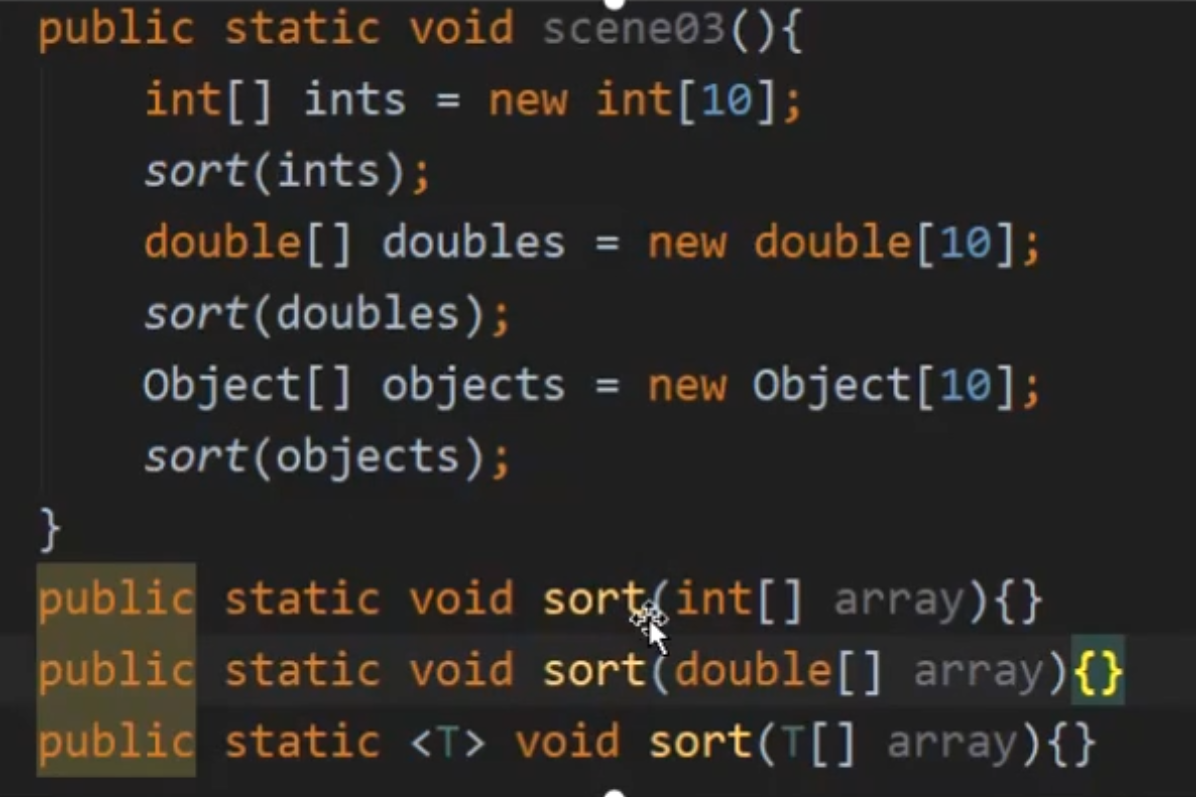 public static void scene03(){
int[] ints = new int[10];
sort(ints);
double[] doubles = new double[10];
sort(doubles);
Object[] objects = new Object[10];
sort(objects);
}
public static void sort(int[] array){}
public static void sort(double[] array){}
public static <T> void sort(T[] array){}